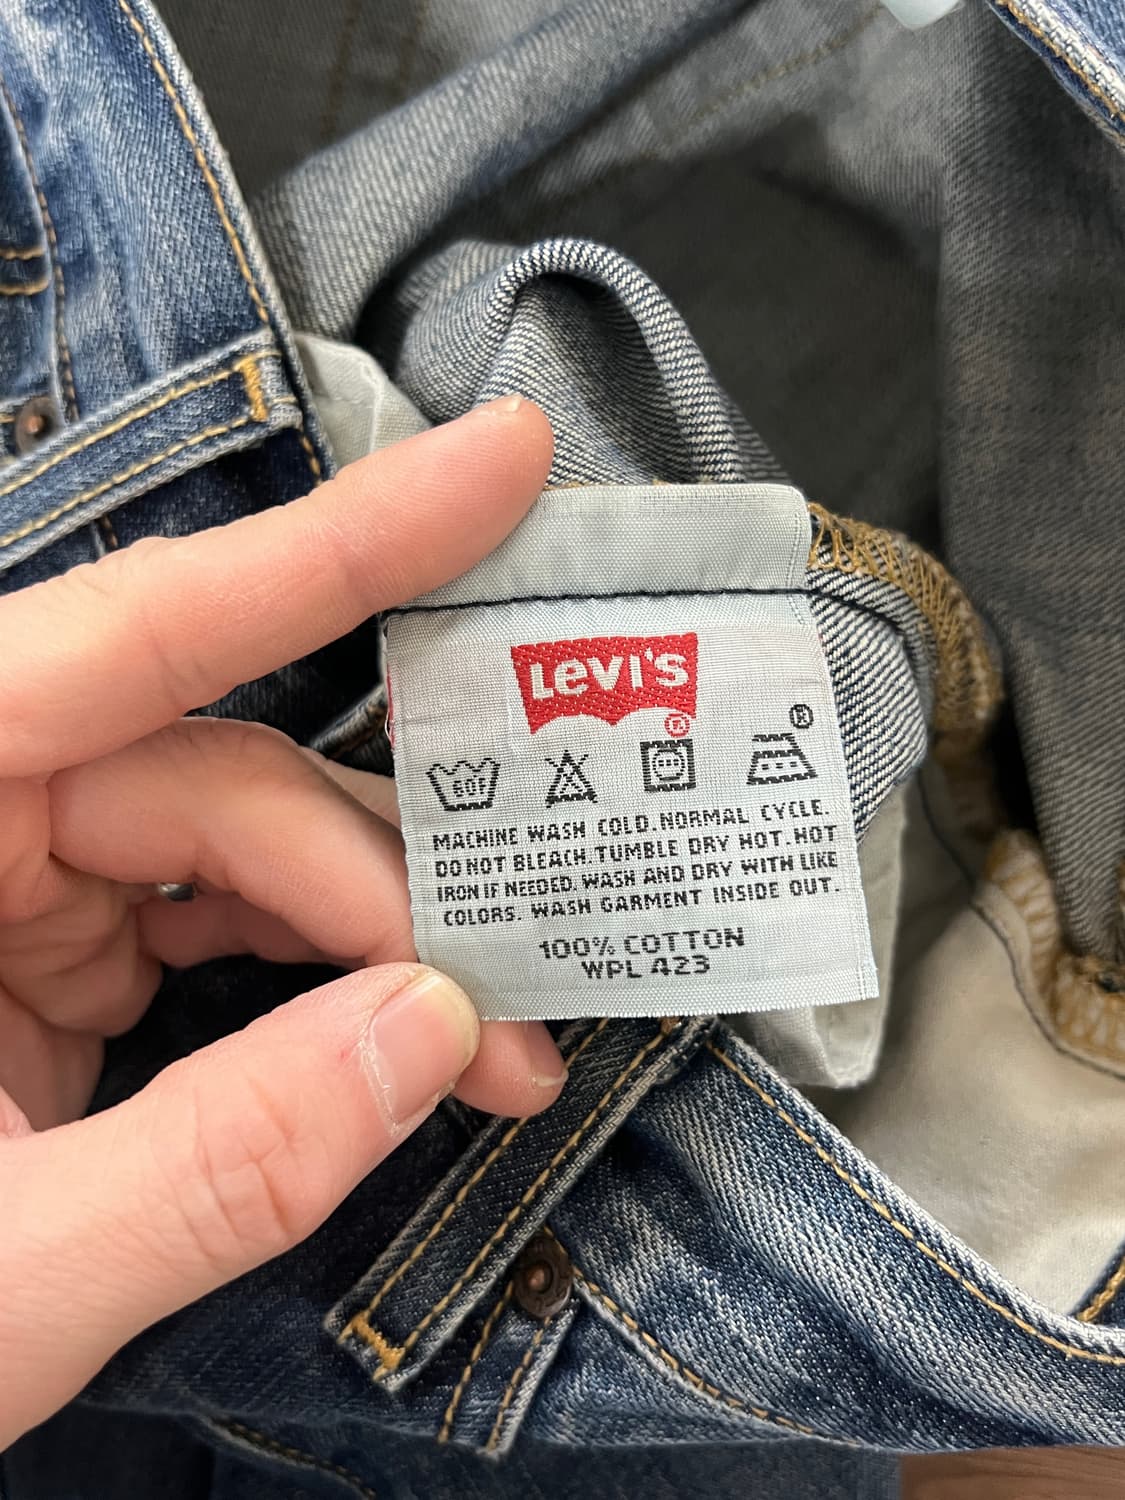 LEVI'S
®
®
60F
MACHINE WASH COLD.NORMAL CYCLE.
DO NOT BLEACH.TUMBLE DRY HOT.HOT
IRON IF NEEDED. WASH AND DRY WITH LIKE
COLORS. WASH GARMENT INSIDE OUT.
100% COTTON
WPL 423